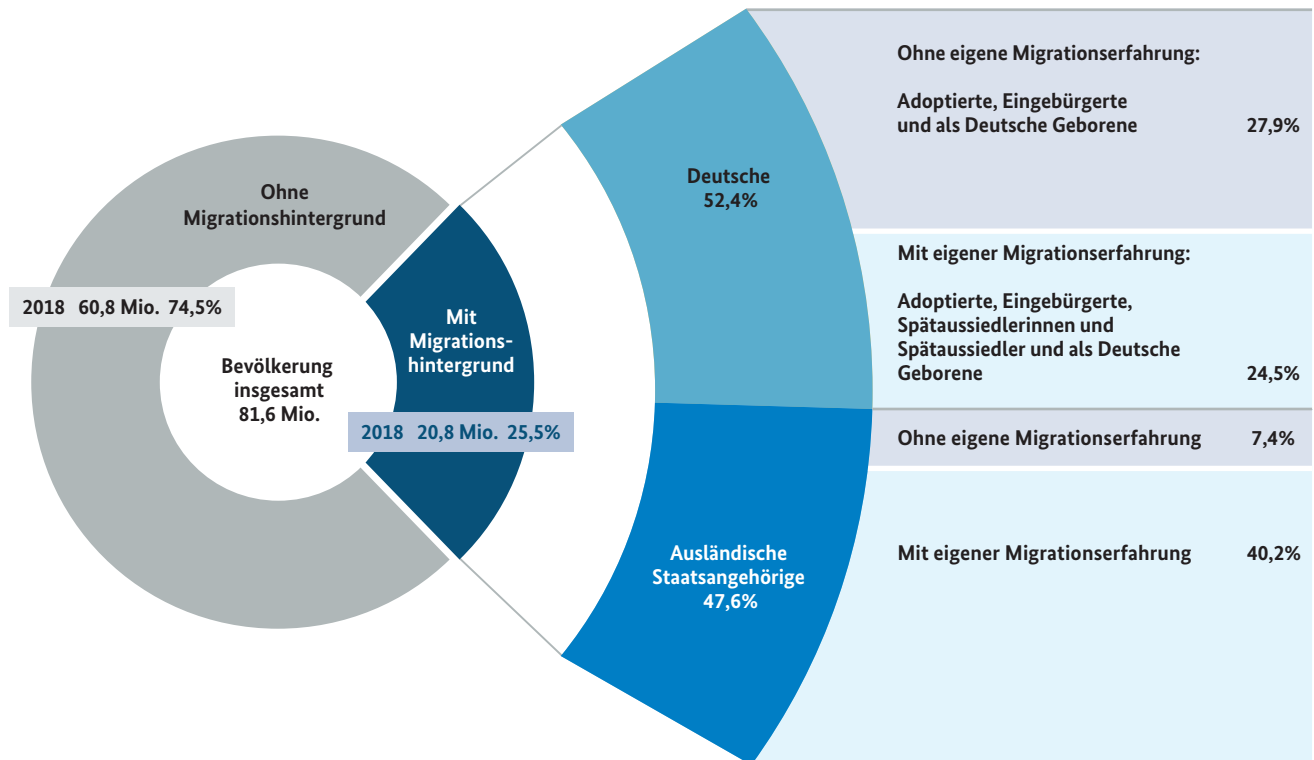 Ohne
Migrationshintergrund
2018 60,8 Mio. 74,5%
Bevölkerung
insgesamt
81,6 Mio.
Mit
Migrations-
hintergrund
2018 20,8 Mio. 25,5%
Deutsche
52,4%
Ausländische
Staatsangehörige
47,6%
Ohne eigene Migrationserfahrung:
Adoptierte, Eingebürgerte
und als Deutsche Geborene 27,9%
Mit eigener Migrationserfahrung:
Adoptierte, Eingebürgerte,
Spätaussiedlerinnen und
Spätaussiedler und als Deutsche
Geborene 24,5%
Ohne eigene Migrationserfahrung 7,4%
Mit eigener Migrationserfahrung 40,2%